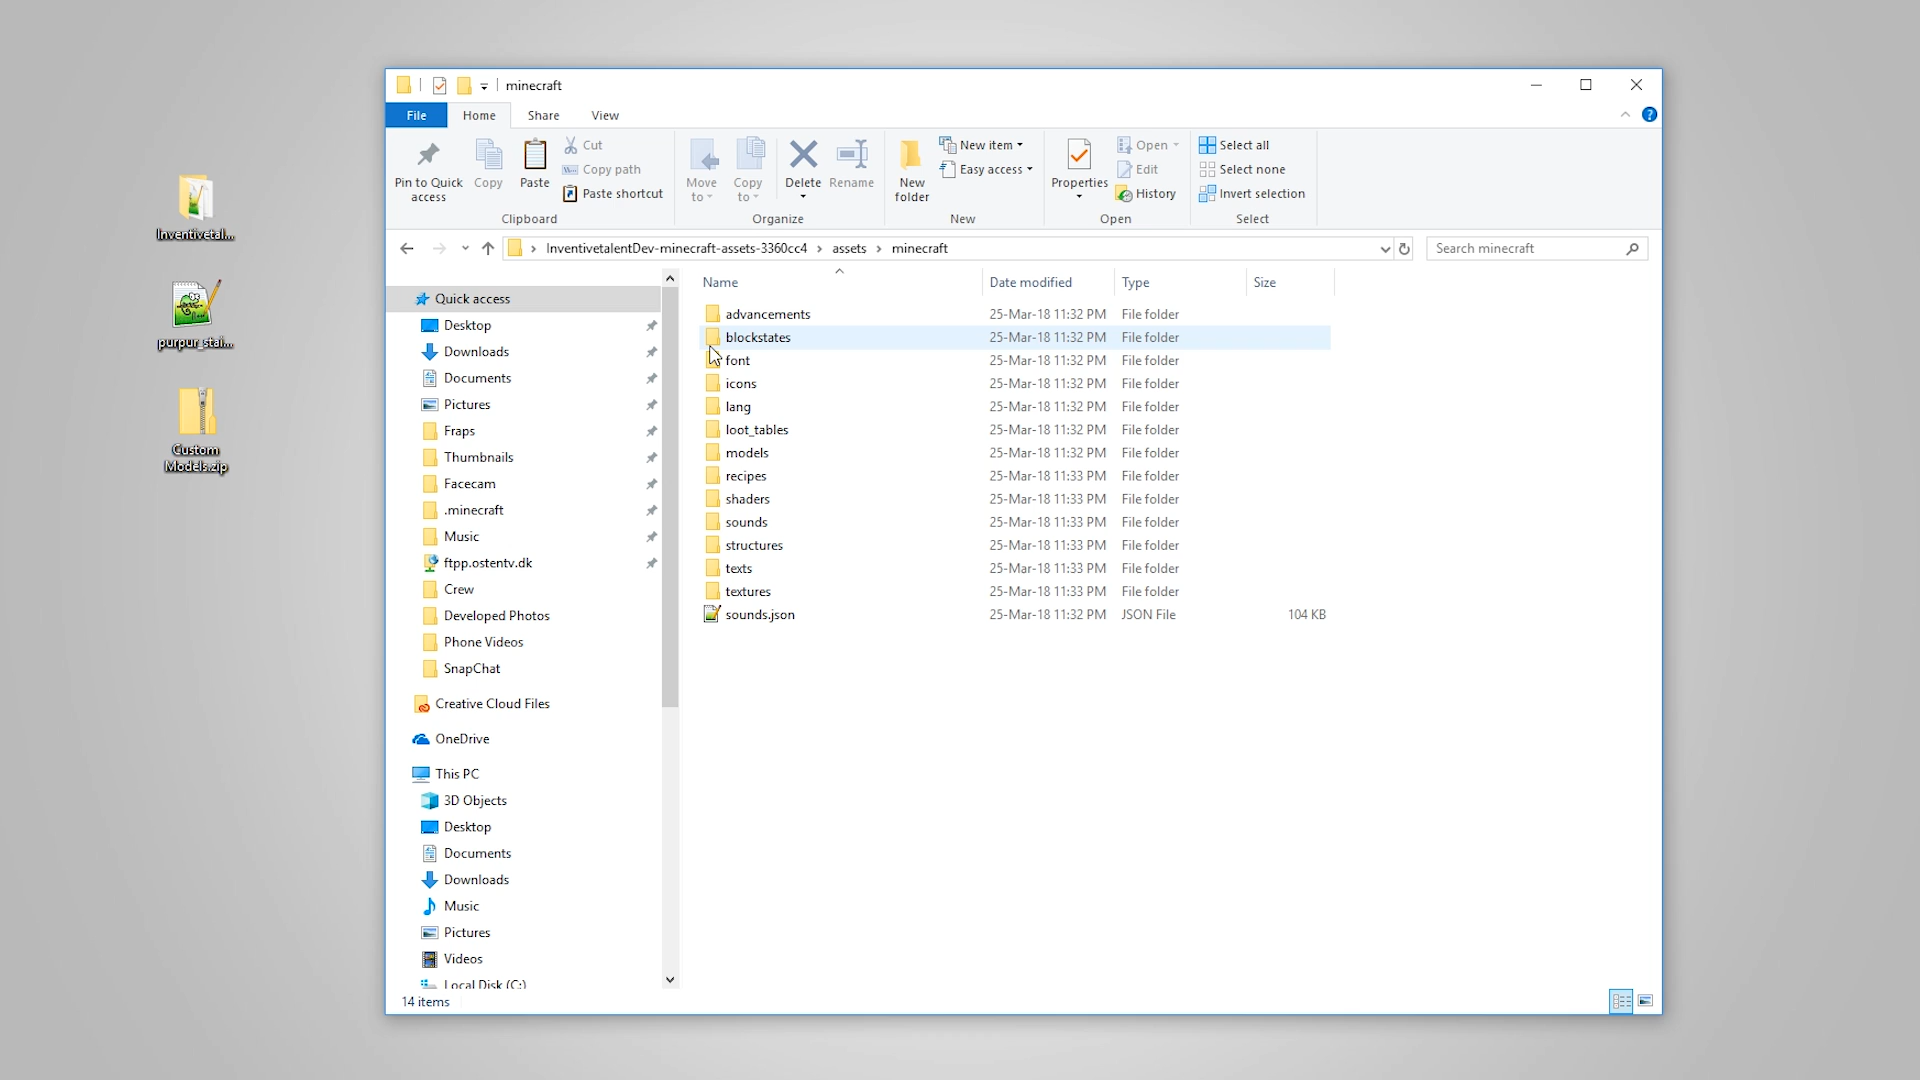 minecraft
File
Home
Share
View
Pin to Quick
access
Copy
Paste
Cut
Copy path
Paste shortcut
Clipboard
Move
to
Copy
to
Delete
Rename
Organize
New
folder
New item
Easy access
New
Properties
Open
Edit
History
Open
Select all
Select none
Invert selection
Select
InventivetalentDev-minecraft-assets-3360cc4 > assets > minecraft
Search minecraft
Inventivetal...
purpur_stai...
Custom
Models.zip
Quick access
Desktop
Downloads
Documents
Pictures
Fraps
Thumbnails
Facecam
.minecraft
Music
ftpp.ostentv.dk
Crew
Developed Photos
Phone Videos
SnapChat
Creative Cloud Files
OneDrive
This PC
3D Objects
Desktop
Documents
Downloads
Music
Pictures
Videos
Local Disk (C:)
Name Date modified Type Size
advancements 25-Mar-18 11:32 PM File folder
blockstates 25-Mar-18 11:32 PM File folder
font 25-Mar-18 11:32 PM File folder
icons 25-Mar-18 11:32 PM File folder
lang 25-Mar-18 11:32 PM File folder
loot_tables 25-Mar-18 11:32 PM File folder
models 25-Mar-18 11:32 PM File folder
recipes 25-Mar-18 11:33 PM File folder
shaders 25-Mar-18 11:33 PM File folder
sounds 25-Mar-18 11:33 PM File folder
structures 25-Mar-18 11:33 PM File folder
texts 25-Mar-18 11:33 PM File folder
textures 25-Mar-18 11:33 PM File folder
sounds.json 25-Mar-18 11:32 PM JSON File 104 KB
14 items